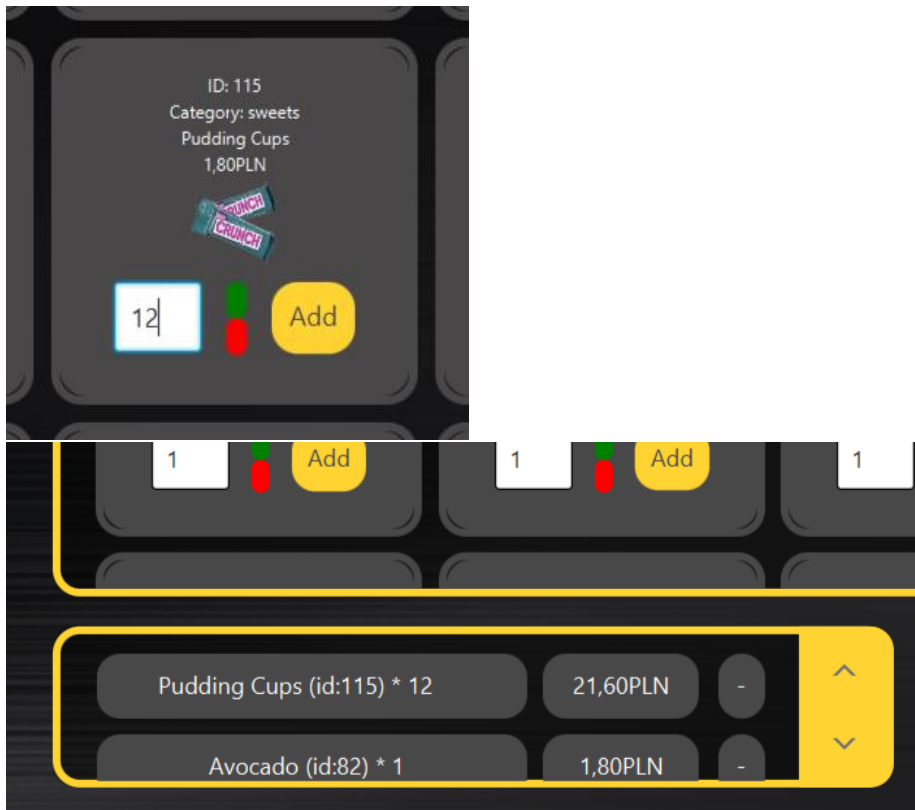 ID: 115
Category: sweets
Pudding Cups
1,80PLN
CRUNCH
CRUNCH
12
Add
1
Add
1
Add
1
Pudding Cups (id:115) * 12
21,60PLN
-
Avocado (id:82) * 1
1,80PLN
-